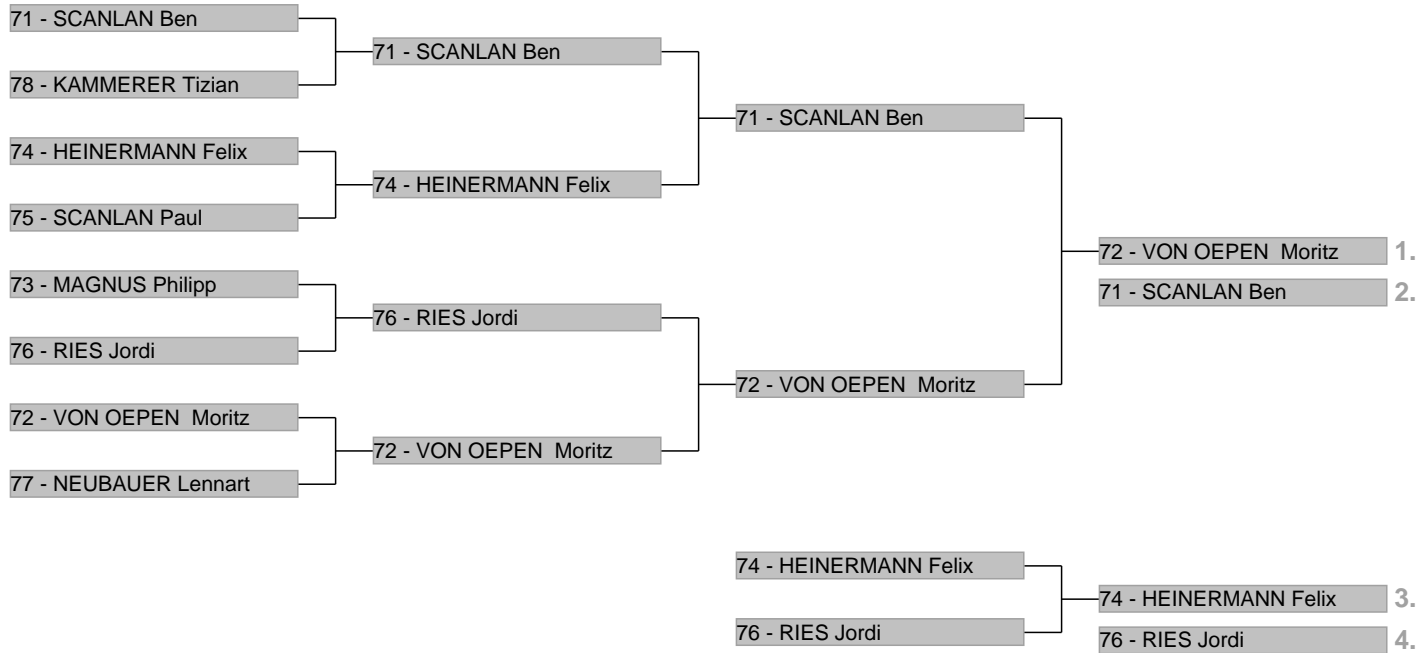 71 - SCANLAN Ben
78 - KAMMERER Tizian
74 - HEINERMANN Felix
75 - SCANLAN Paul
73 - MAGNUS Philipp
76 - RIES Jordi
72 - VON OEPEN  Moritz
77 - NEUBAUER Lennart
71 - SCANLAN Ben
74 - HEINERMANN Felix
76 - RIES Jordi
72 - VON OEPEN  Moritz
71 - SCANLAN Ben
72 - VON OEPEN  Moritz
72 - VON OEPEN  Moritz 1.
71 - SCANLAN Ben 2.
74 - HEINERMANN Felix
76 - RIES Jordi
74 - HEINERMANN Felix 3.
76 - RIES Jordi 4.